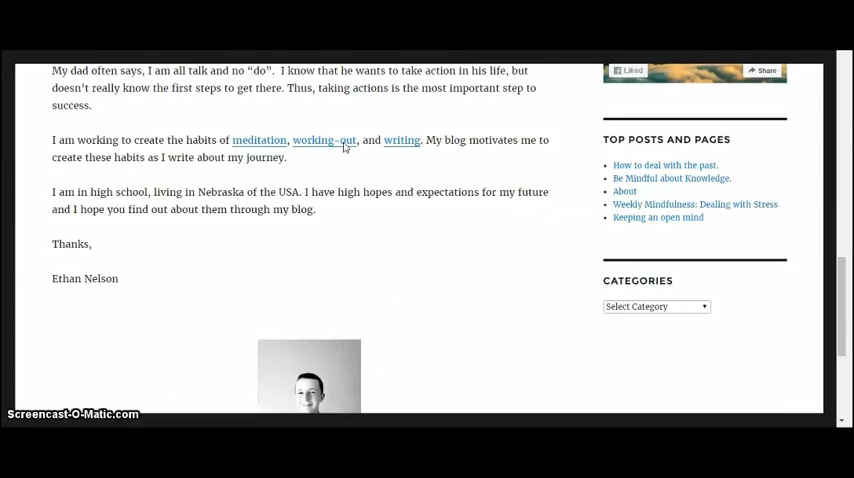 My dad often says, I am all talk and no “do”.  I know that he wants to take action in his life, but
doesn’t really know the first steps to get there. Thus, taking actions is the most important step to
success.
I am working to create the habits of meditation, working-out, and writing. My blog motivates me to
create these habits as I write about my journey.
I am in high school, living in Nebraska of the USA. I have high hopes and expectations for my future
and I hope you find out about them through my blog.
Thanks,
Ethan Nelson
Liked
Share
TOP POSTS AND PAGES
How to deal with the past.
Be Mindful about Knowledge.
About
Weekly Mindfulness: Dealing with Stress
Keeping an open mind
CATEGORIES
Select Category
Screencast-O-Matic.com